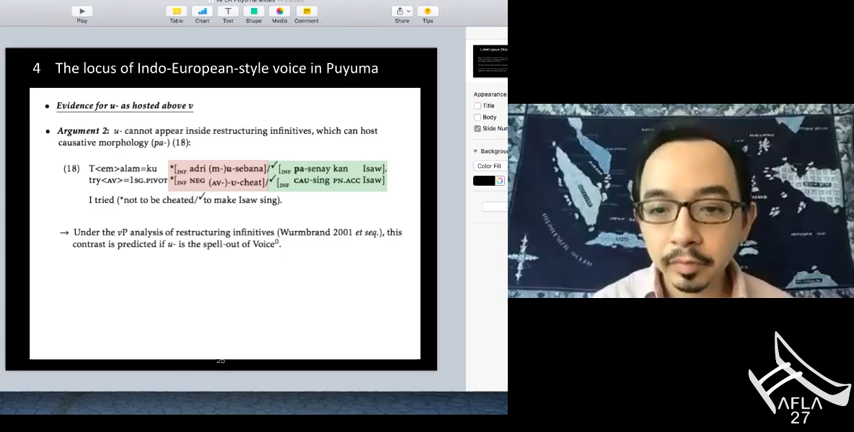 Play
Table
Chart
Text
Shape
Media
Comment
Share
Tips
4 The locus of Indo-European-style voice in Puyuma
• Evidence for u- as hosted above v
• Argument 2: u- cannot appear inside restructuring infinitives, which can host
causative morphology (pa-) (18):
(18) T<em>alam=ku *[INF adri (m-)u-sebana]/✓[INF pa-senay kan Isaw].
try<AV>=1SG.PIVOT *[INF NEG (AV-)-U-cheat]/✓[INF CAU-sing PN.ACC Isaw]
I tried (*not to be cheated/✓to make Isaw sing).
→ Under the vP analysis of restructuring infinitives (Wurmbrand 2001 et seq.), this
contrast is predicted if u- is the spell-out of Voice⁰.
Appearance
Title
Body
Slide Num
Color Fill
AFLA
27